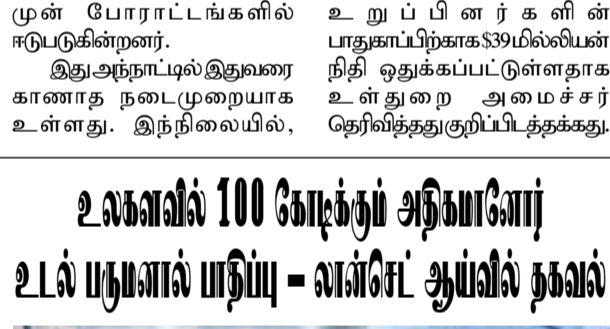 முன் போராட்டங்களில்
ஈடுபடுகின்றனர்.
இது அந்நாட்டில் இதுவரை
காணாத நடைமுறையாக
உள்ளது. இந்நிலையில்,
உறுப்பினர்களின்
பாதுகாப்பிற்காக $39 மில்லியன்
நிதி ஒதுக்கப்பட்டுள்ளதாக
உள்துறை அமைச்சர்
தெரிவித்தது குறிப்பிடத்தக்கது.
உலகளவில் 100 கோடிக்கும் அதிகமானோர்
உடல் பருமனால் பாதிப்பு – லான்செட் ஆய்வில் தகவல்